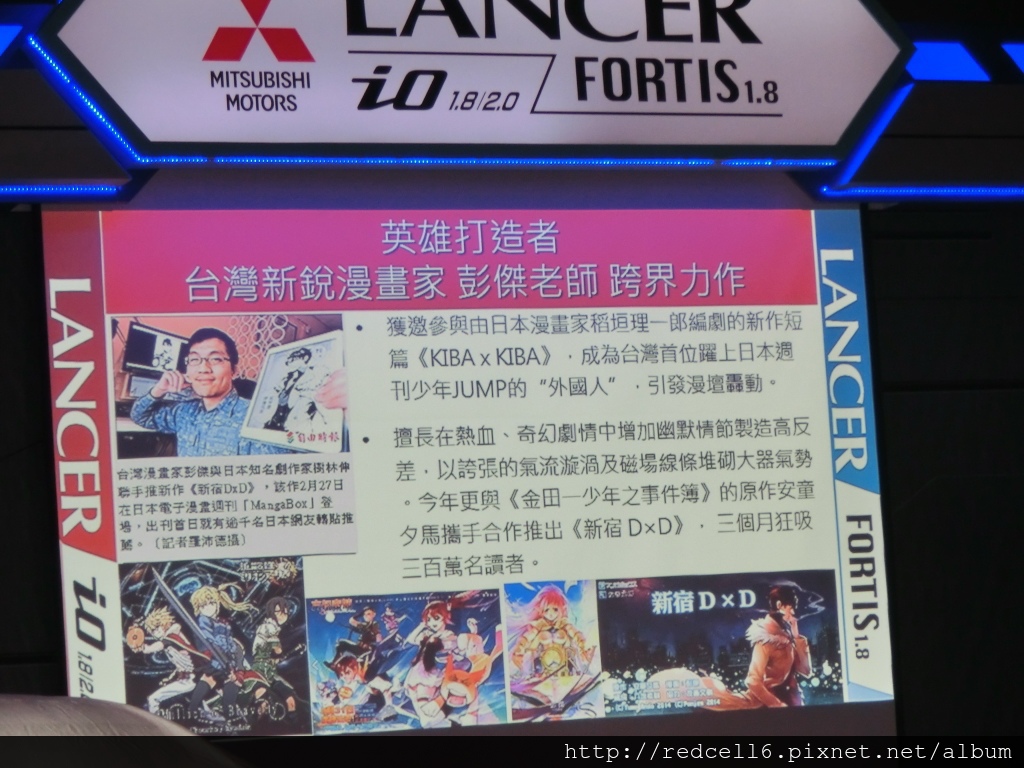 LANCER
MITSUBISHI
MOTORS
iO 1.8/2.0
FORTIS 1.8
英雄打造者
台灣新銳漫畫家 彭傑老師 跨界力作
LANCER
iO
LANCER
FORTIS 1.8
• 獲邀參與由日本漫畫家稻垣理一郎編劇的新作短
篇《KIBA x KIBA》，成為台灣首位躍上日本週
刊少年JUMP的“外國人”，引發漫壇轟動。
• 擅長在熱血、奇幻劇情中增加幽默情節製造高反
差，以誇張的氣流漩渦及磁場線條堆砌大器氣勢
。今年更與《金田一少年之事件簿》的原作安童
夕馬攜手合作推出《新宿 D×D》，三個月狂吸
三百萬名讀者。
自由時報
台灣漫畫家彭傑與日本知名劇作家樹林伸
聯手推新作《新宿DxD》，該作2月27日
在日本電子漫畫週刊「MangaBox」登
場，出刊首日就有逾千名日本網友轉貼推
薦。（記者羅沛德攝）
新宿 D×D
http://redcell6.pixnet.net/album